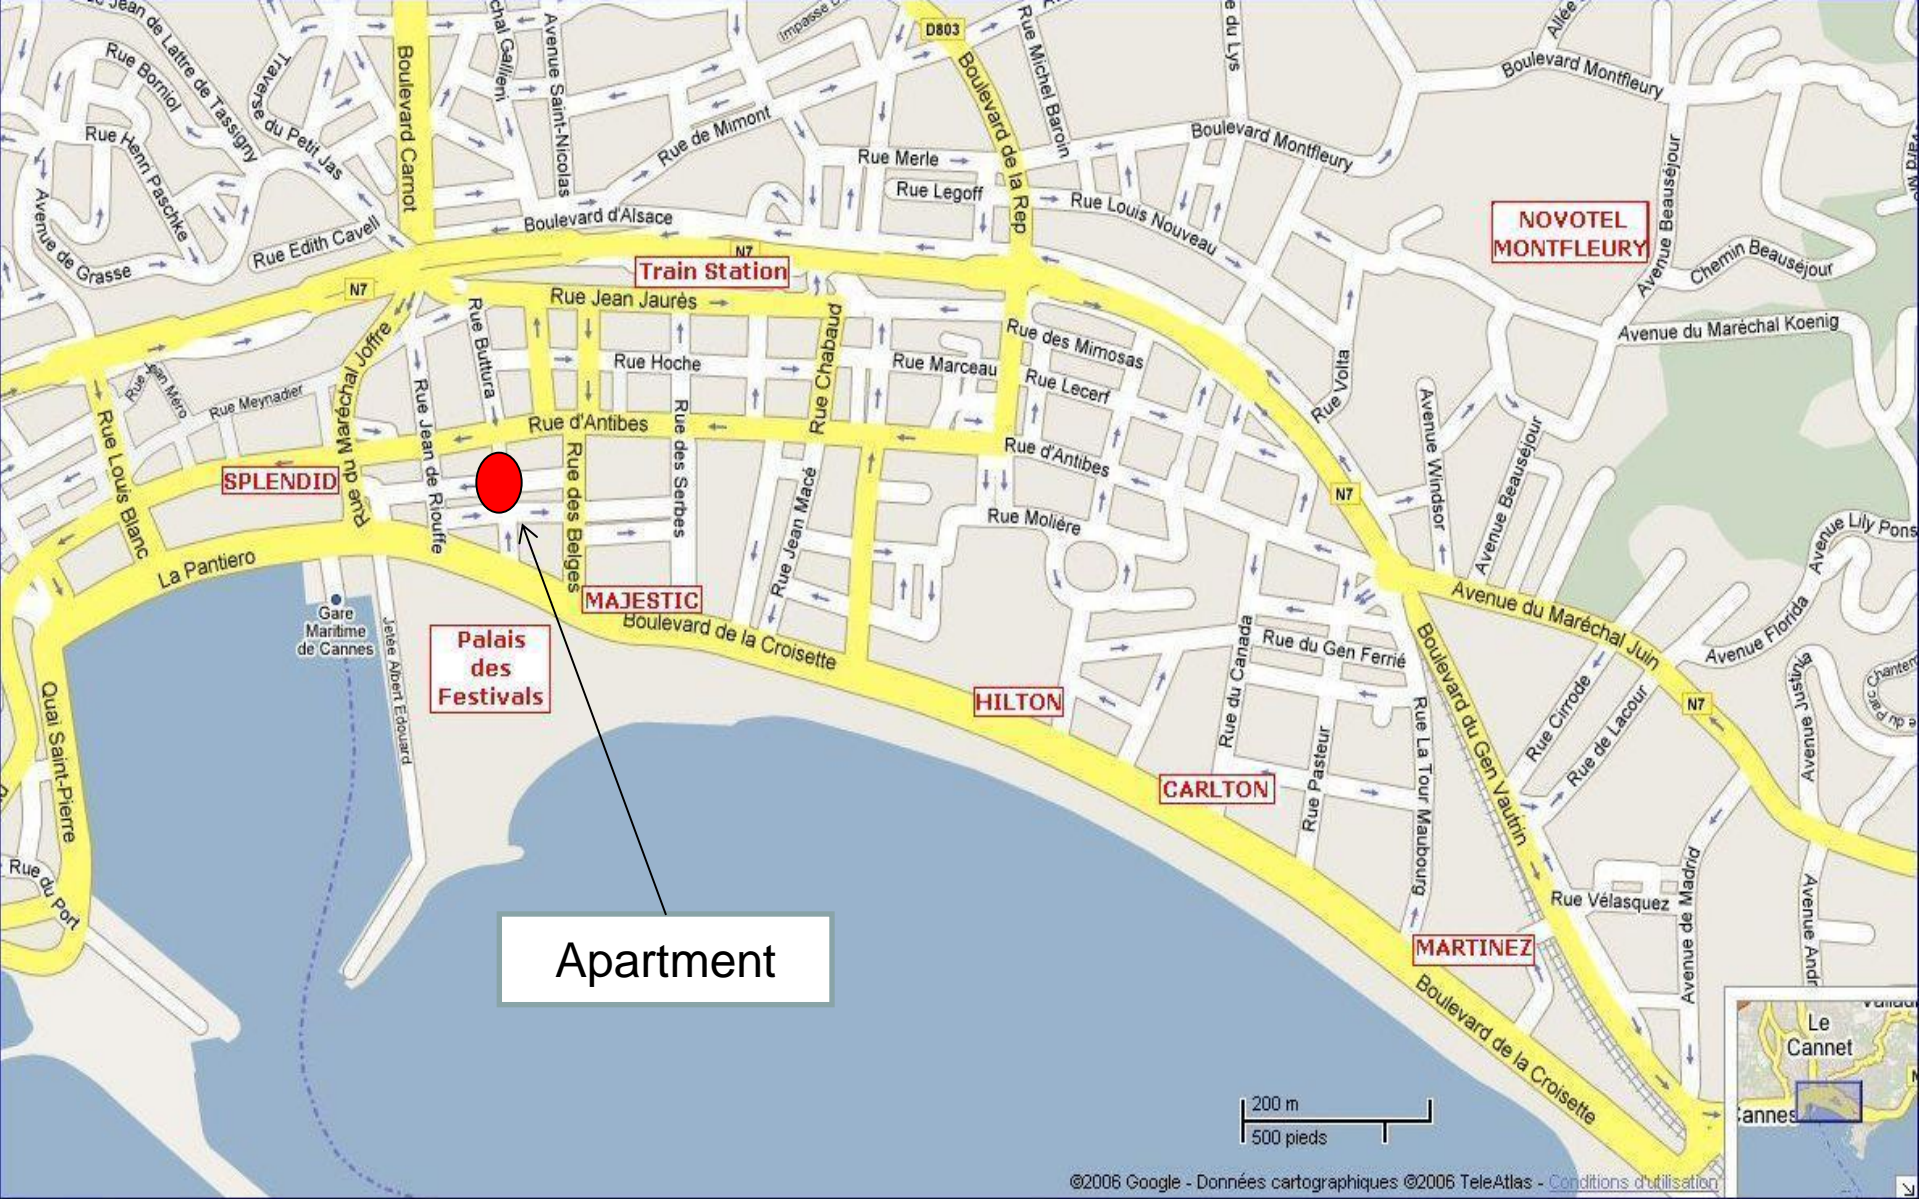 Jean de Lattre de Tassigny
Rue Borniol
Traverse du Petit Jas
Rue Henri Paschke
Avenue de Grasse
Rue Edith Cavell
Boulevard Carnot
Avenue Saint-Nicolas
Rue de Mimont
D803
Boulevard de la Rep
Rue Michel Baroin
Rue Merle
Rue Legoff
Boulevard Montfleury
Boulevard Montfleury
Rue Louis Nouveau
Boulevard d'Alsace
N7
N7
Train Station
Rue Jean Jaurès
NOVOTEL
MONTFLEURY
Avenue Beauséjour
Chemin Beauséjour
Avenue du Maréchal Koenig
Rue Buttura
Rue Hoche
Rue Chabaud
Rue Marceau
Rue des Mimosas
Rue Lecerf
Rue Volta
Rue Jean Méro
Rue Meynadier
Rue du Maréchal Joffre
Rue Louis Blanc
Rue Jean de Riouffe
Rue d'Antibes
Rue d'Antibes
Rue des Serbes
Rue des Belges
Rue Jean Macé
Rue Molière
SPLENDID
N7
Avenue Windsor
Avenue Beauséjour
Avenue Lily Pons
La Pantiero
MAJESTIC
Boulevard de la Croisette
Gare
Maritime
de Cannes
Jetée Albert Edouard
Palais
des
Festivals
HILTON
CARLTON
Rue du Canada
Rue du Gen Ferrié
Rue Pasteur
Rue La Tour Maubourg
Boulevard du Gen Vautrin
Avenue du Maréchal Juin
Avenue Florida
Avenue Justinia
Rue Cirrode
Rue de Lacour
N7
Quai Saint-Pierre
Rue du Port
Apartment
Rue Vélasquez
Avenue de Madrid
MARTINEZ
Boulevard de la Croisette
Le
Cannet
200 m
500 pieds
©2006 Google - Données cartographiques ©2006 TeleAtlas - Conditions d'utilisation